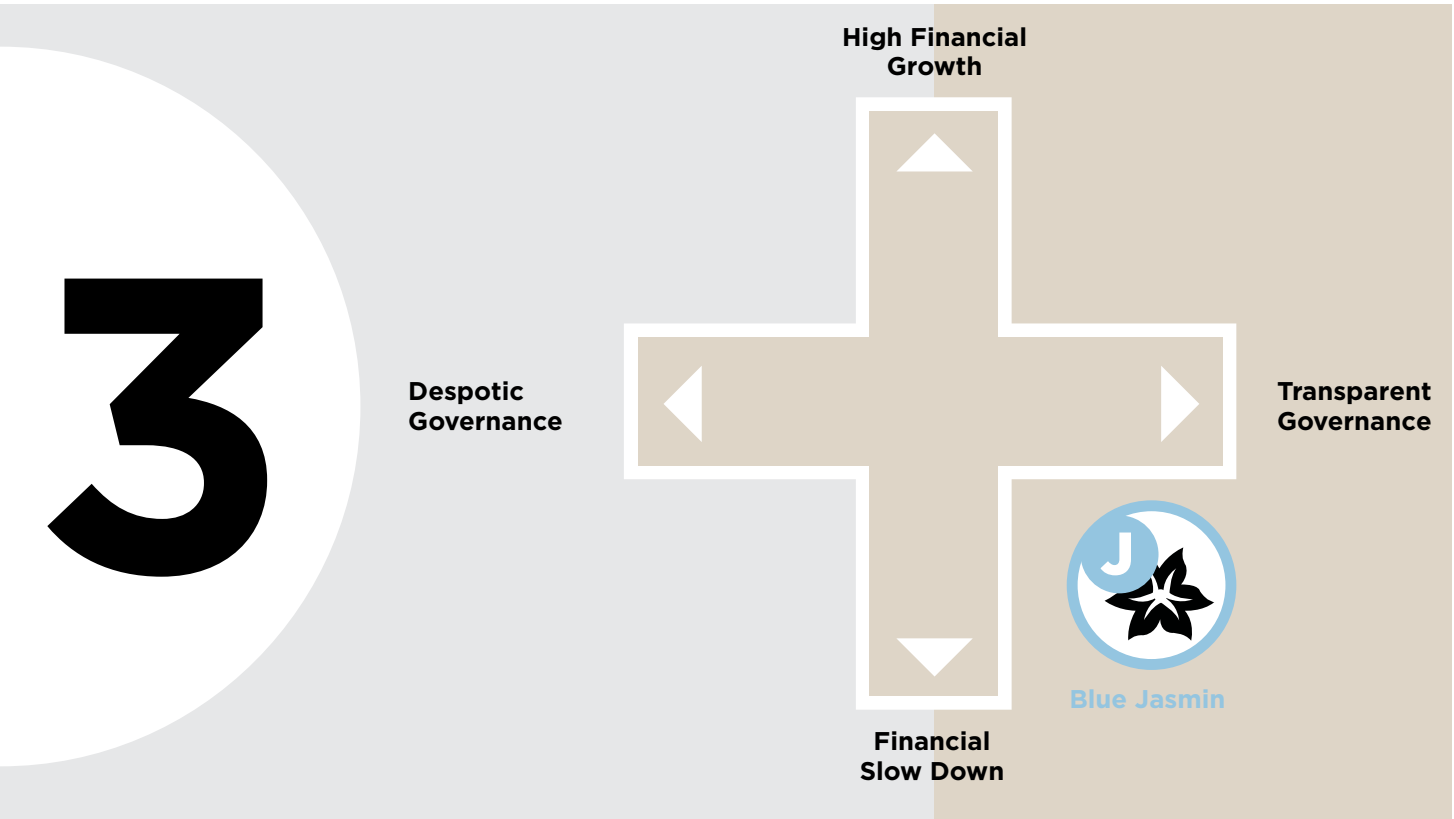 High Financial
Growth
3
Despotic
Governance
Transparent
Governance
J
Blue Jasmin
Financial
Slow Down